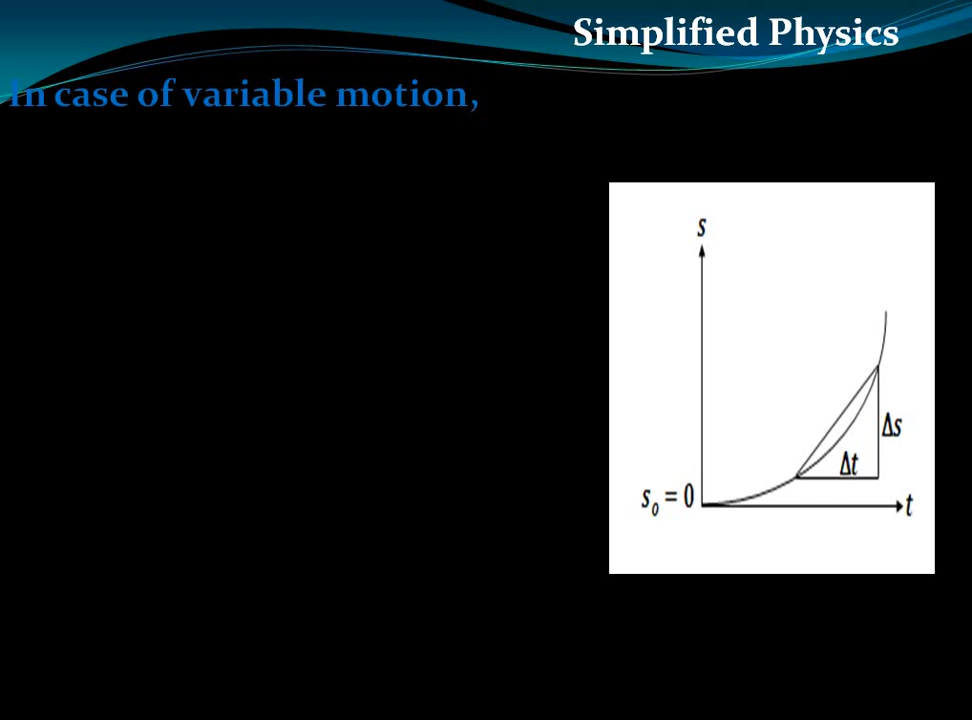 Simplified Physics
In case of variable motion,
s
Δs
Δt
s₀ = 0
t